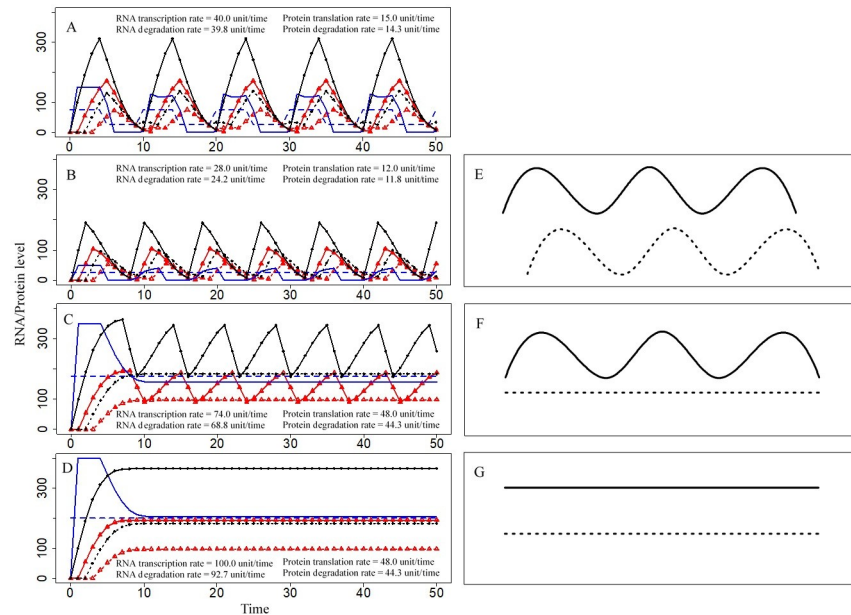 A
RNA transcription rate = 40.0 unit/time Protein translation rate = 15.0 unit/time
RNA degradation rate = 39.8 unit/time Protein degradation rate = 14.3 unit/time
300
100
0
0 10 20 30 40 50
B
RNA transcription rate = 28.0 unit/time Protein translation rate = 12.0 unit/time
RNA degradation rate = 24.2 unit/time Protein degradation rate = 11.8 unit/time
300
100
0
0 10 20 30 40 50
E
RNA/Protein level
C
300
100
0
RNA transcription rate = 74.0 unit/time Protein translation rate = 48.0 unit/time
RNA degradation rate = 68.8 unit/time Protein degradation rate = 44.3 unit/time
0 10 20 30 40 50
F
D
300
100
0
RNA transcription rate = 100.0 unit/time Protein translation rate = 48.0 unit/time
RNA degradation rate = 92.7 unit/time Protein degradation rate = 44.3 unit/time
0 10 20 30 40 50
Time
G